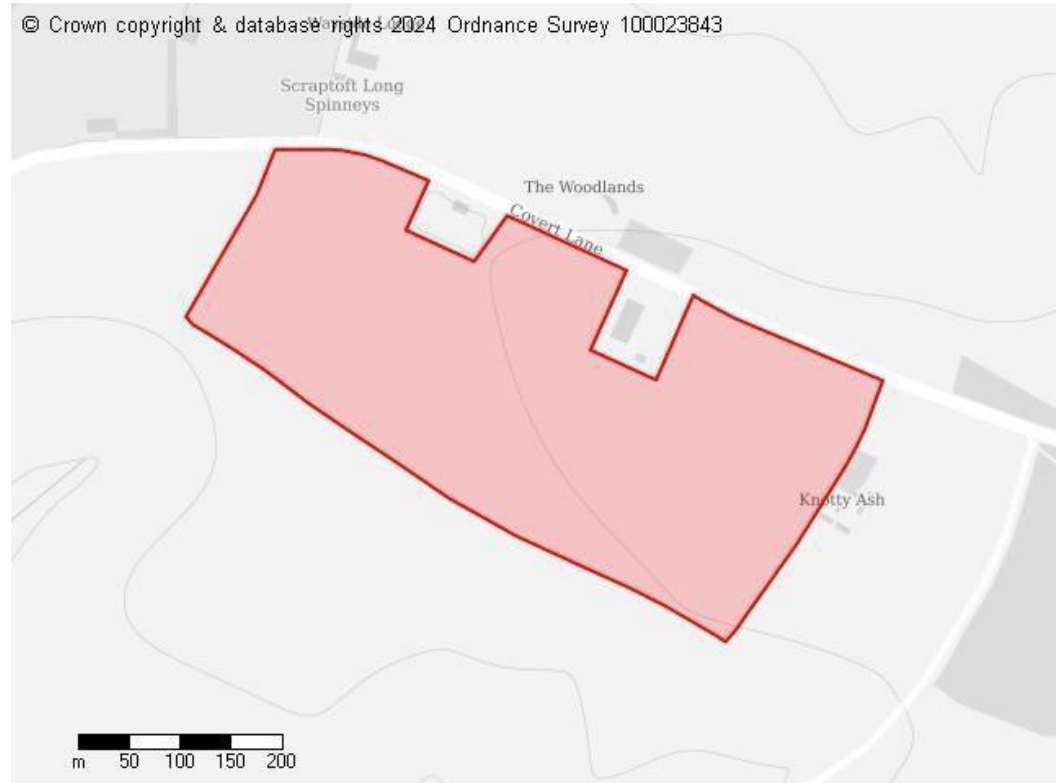 © Crown copyright & database rights 2024 Ordnance Survey 100023843
Scraptoft Long
Spinneys
The Woodlands
Covert Lane
Knotty Ash
m 50 100 150 200